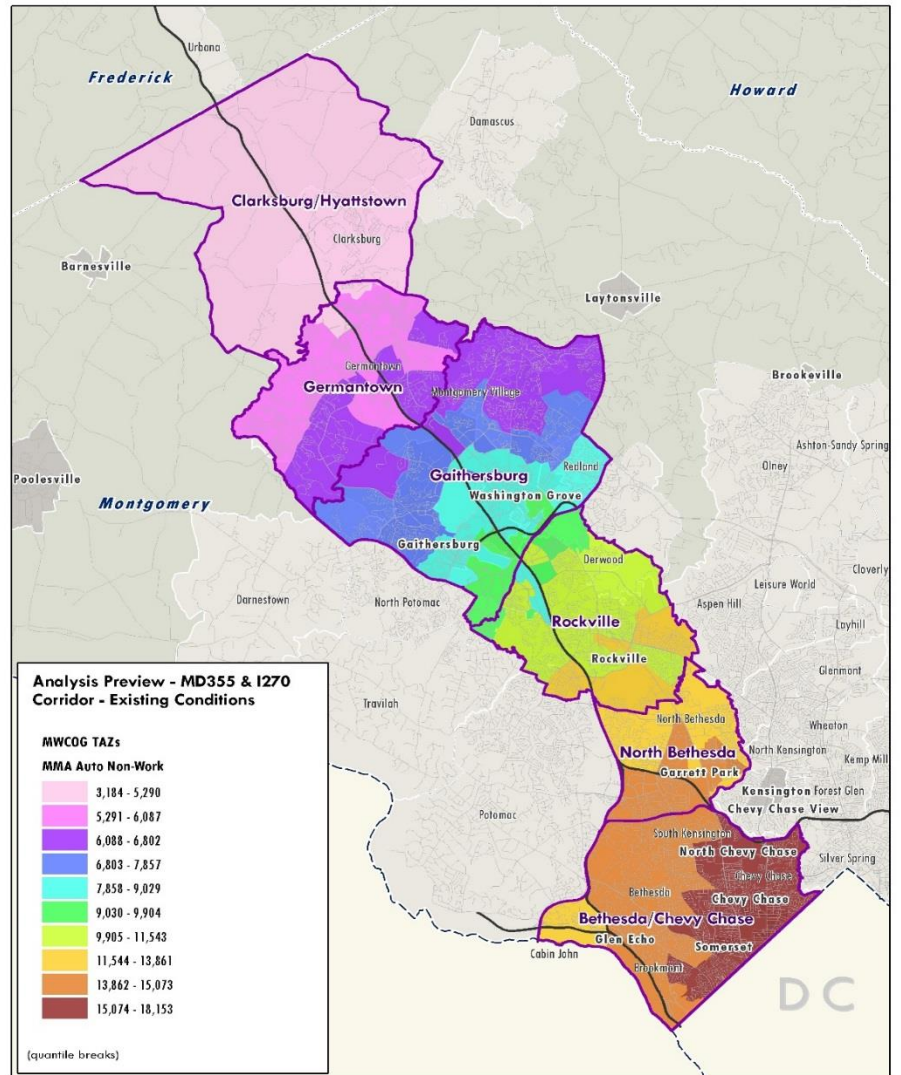 Urbana
Frederick
Howard
Damascus
Clarksburg/Hyattstown
Clarksburg
Barnesville
Laytonsville
Germantown
Germantown
Brookeville
Montgomery Village
Ashton-Sandy Spring
Olney
Gaithersburg
Redland
Poolesville
Washington Grove
Montgomery
Gaithersburg
Derwood
Cloverly
Leisure World
Darnestown
North Potomac
Aspen Hill
Rockville
Layhill
Rockville
Glenmont
Analysis Preview - MD355 & I270
Corridor - Existing Conditions
Travilah
North Bethesda
Wheaton
North Bethesda
North Kensington
Kemp Mill
Garrett Park
Kensington
Forest Glen
Chevy Chase View
Potomac
South Kensington
North Chevy Chase
Silver Spring
Chevy Chase
Bethesda
Chevy Chase
Bethesda/Chevy Chase
Glen Echo
Somerset
Cabin John
Brookmont
DC
MWCOG TAZs
MMA Auto Non-Work
3,184 - 5,290
5,291 - 6,087
6,088 - 6,802
6,803 - 7,857
7,858 - 9,029
9,030 - 9,904
9,905 - 11,543
11,544 - 13,861
13,862 - 15,073
15,074 - 18,153
(quantile breaks)